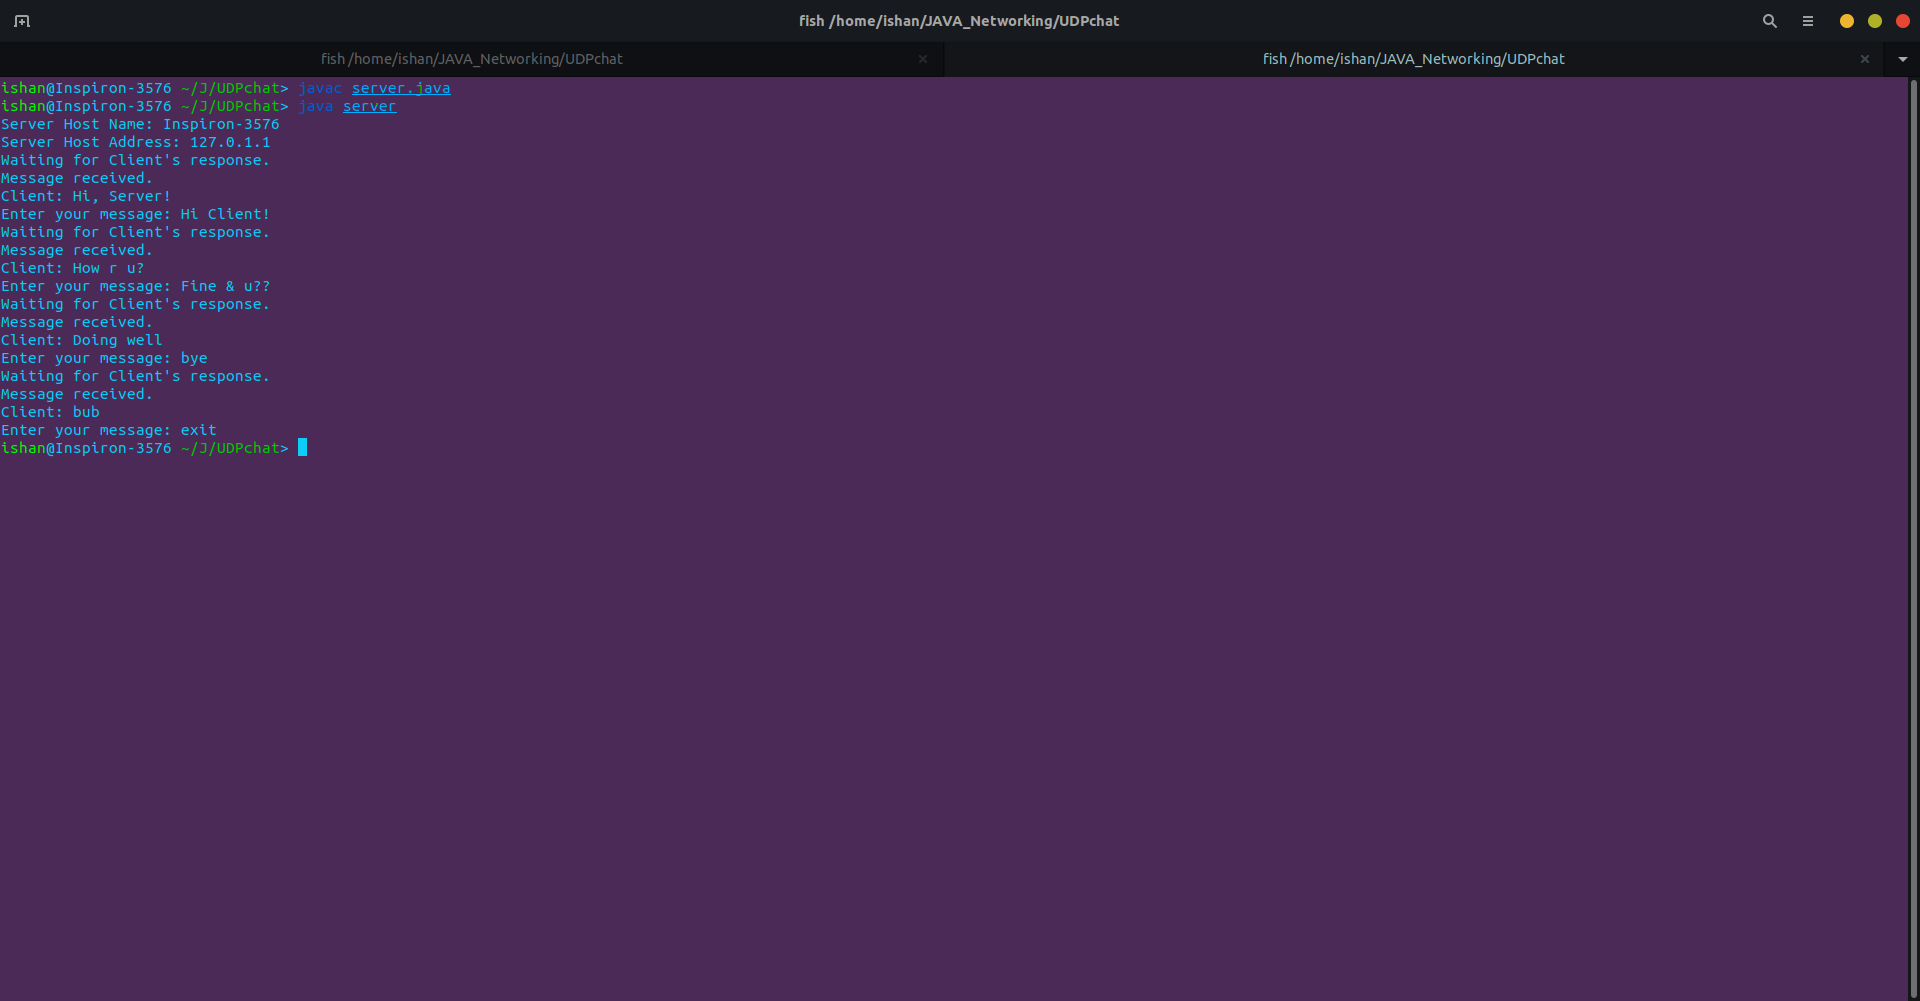 fish /home/ishan/JAVA_Networking/UDPchat
fish /home/ishan/JAVA_Networking/UDPchat
fish /home/ishan/JAVA_Networking/UDPchat
ishan@Inspiron-3576 ~/J/UDPchat> javac server.java
ishan@Inspiron-3576 ~/J/UDPchat> java server
Server Host Name: Inspiron-3576
Server Host Address: 127.0.1.1
Waiting for Client's response.
Message received.
Client: Hi, Server!
Enter your message: Hi Client!
Waiting for Client's response.
Message received.
Client: How r u?
Enter your message: Fine & u??
Waiting for Client's response.
Message received.
Client: Doing well
Enter your message: bye
Waiting for Client's response.
Message received.
Client: bub
Enter your message: exit
ishan@Inspiron-3576 ~/J/UDPchat>